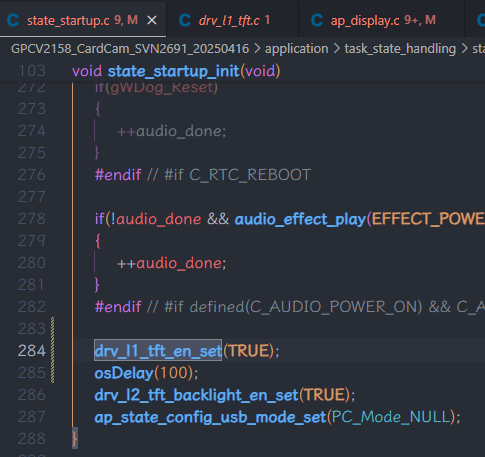 state_startup.c 9, M
drv_l1_tft.c 1
ap_display.c 9+, M
GPCV2158_CardCam_SVN2691_20250416 > application > task_state_handling >
103 void state_startup_init(void)
272 if(gWDog_Reset)
273 {
274 ++audio_done;
275 }
276 #endif // #if C_RTC_REBOOT
277
278 if(!audio_done && audio_effect_play(EFFECT_POWE
279 {
280 ++audio_done;
281 }
282 #endif // #if defined(C_AUDIO_POWER_ON) && C_A
283
284 drv_l1_tft_en_set(TRUE);
285 osDelay(100);
286 drv_l2_tft_backlight_en_set(TRUE);
287 ap_state_config_usb_mode_set(PC_Mode_NULL);
288 }